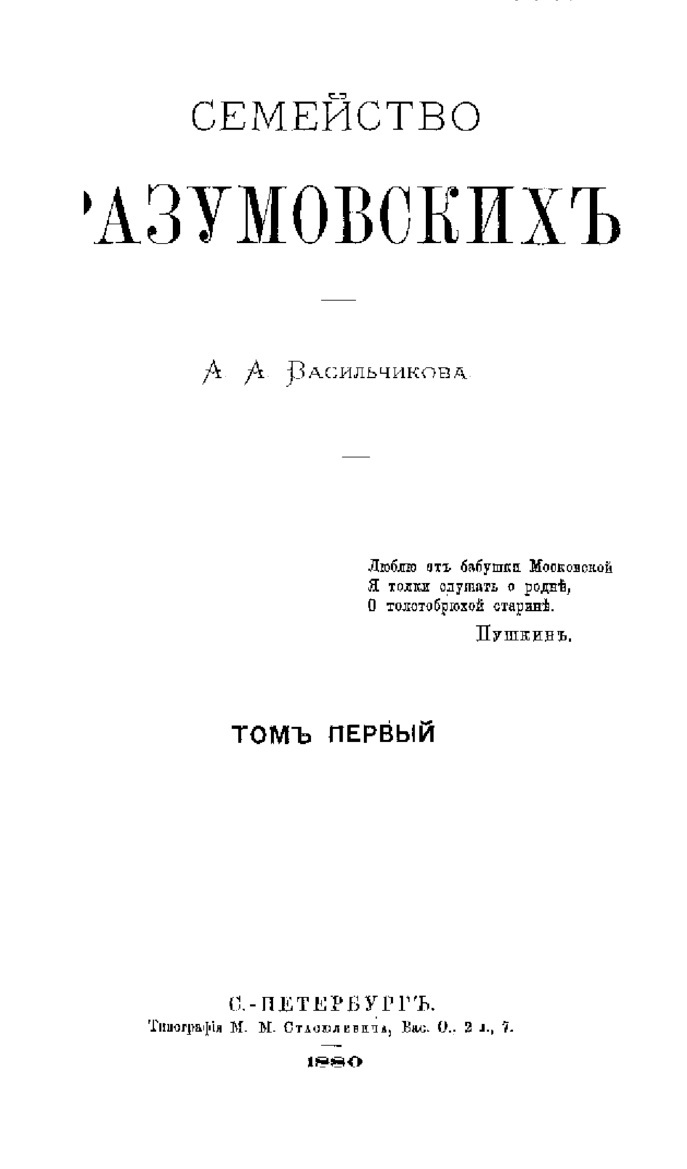 СЕМЕЙСТВО
РАЗУМОВСКИХЪ
А. А. ВАСИЛЬЧИКОВА
Люблю отъ бабушки Московской
Я толки слушать о роднѣ,
О толстобрюхой старинѣ.
Пушкинъ.
ТОМЪ ПЕРВЫЙ
С.-ПЕТЕРБУРГЪ.
Типографія М. М. Стасюлевича, Вас. О.. 2 л., 7.
1880